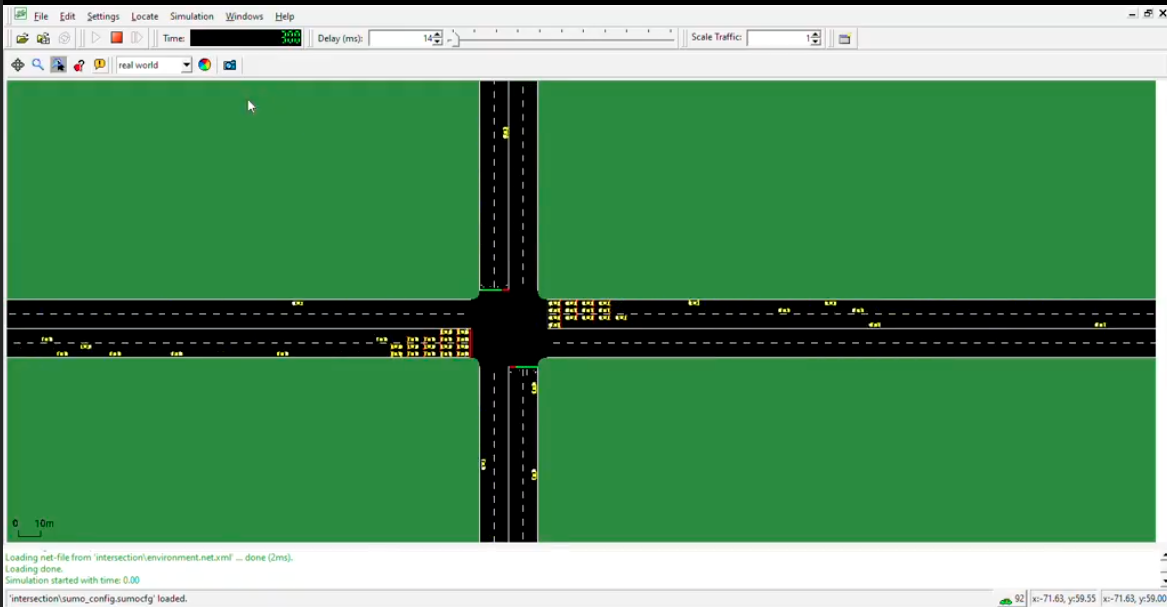 File Edit Settings Locate Simulation Windows Help
Time: 300 Delay (ms): 14 Scale Traffic: 1
real world
0 10m
Loading net-file from 'intersection\environment.net.xml' ... done (2ms).
Loading done.
Simulation started with time: 0.00
'intersection\sumo_config.sumocfg' loaded. 92 x:-71.63, y:59.55 x:-71.63, y:59.00